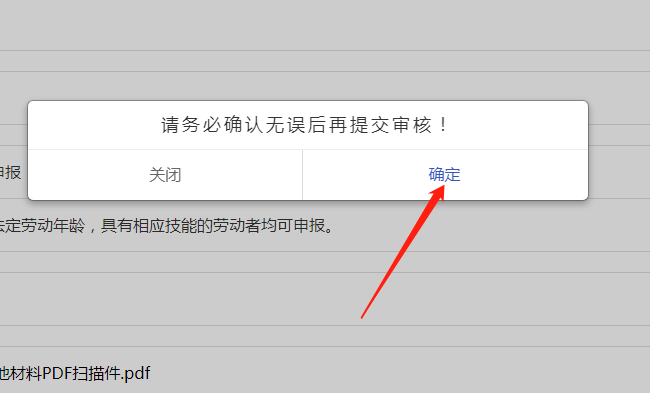 请务必确认无误后再提交审核！
关闭 确定
申报
法定劳动年龄，具有相应技能的劳动者均可申报。
他材料PDF扫描件.pdf